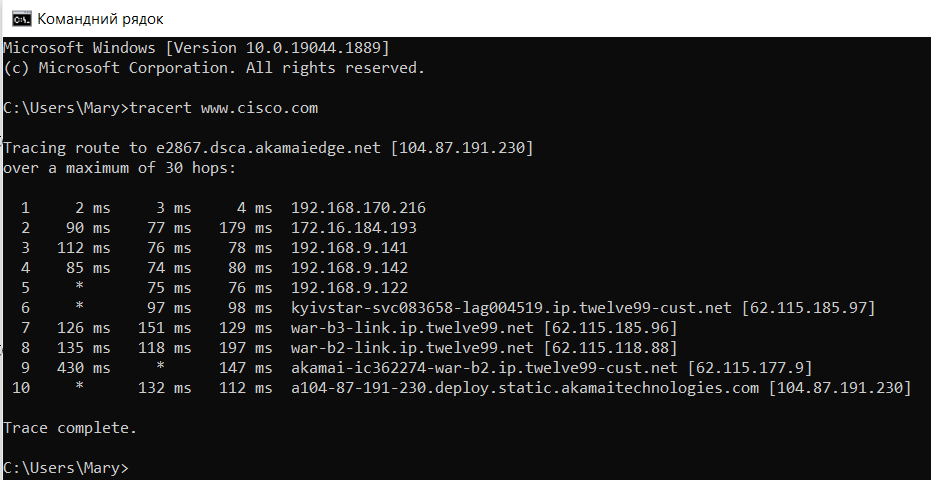 Командний рядок
Microsoft Windows [Version 10.0.19044.1889]
(c) Microsoft Corporation. All rights reserved.
C:\Users\Mary>tracert www.cisco.com
Tracing route to e2867.dsca.akamaiedge.net [104.87.191.230]
over a maximum of 30 hops:
1 2 ms 3 ms 4 ms 192.168.170.216
2 90 ms 77 ms 179 ms 172.16.184.193
3 112 ms 76 ms 78 ms 192.168.9.141
4 85 ms 74 ms 80 ms 192.168.9.142
5 * 75 ms 76 ms 192.168.9.122
6 * 97 ms 98 ms kyivstar-svc083658-lag004519.ip.twelve99-cust.net [62.115.185.97]
7 126 ms 151 ms 129 ms war-b3-link.ip.twelve99.net [62.115.185.96]
8 135 ms 118 ms 197 ms war-b2-link.ip.twelve99.net [62.115.118.88]
9 430 ms * 147 ms akamai-ic362274-war-b2.ip.twelve99-cust.net [62.115.177.9]
10 * 132 ms 112 ms a104-87-191-230.deploy.static.akamaitechnologies.com [104.87.191.230]
Trace complete.
C:\Users\Mary>